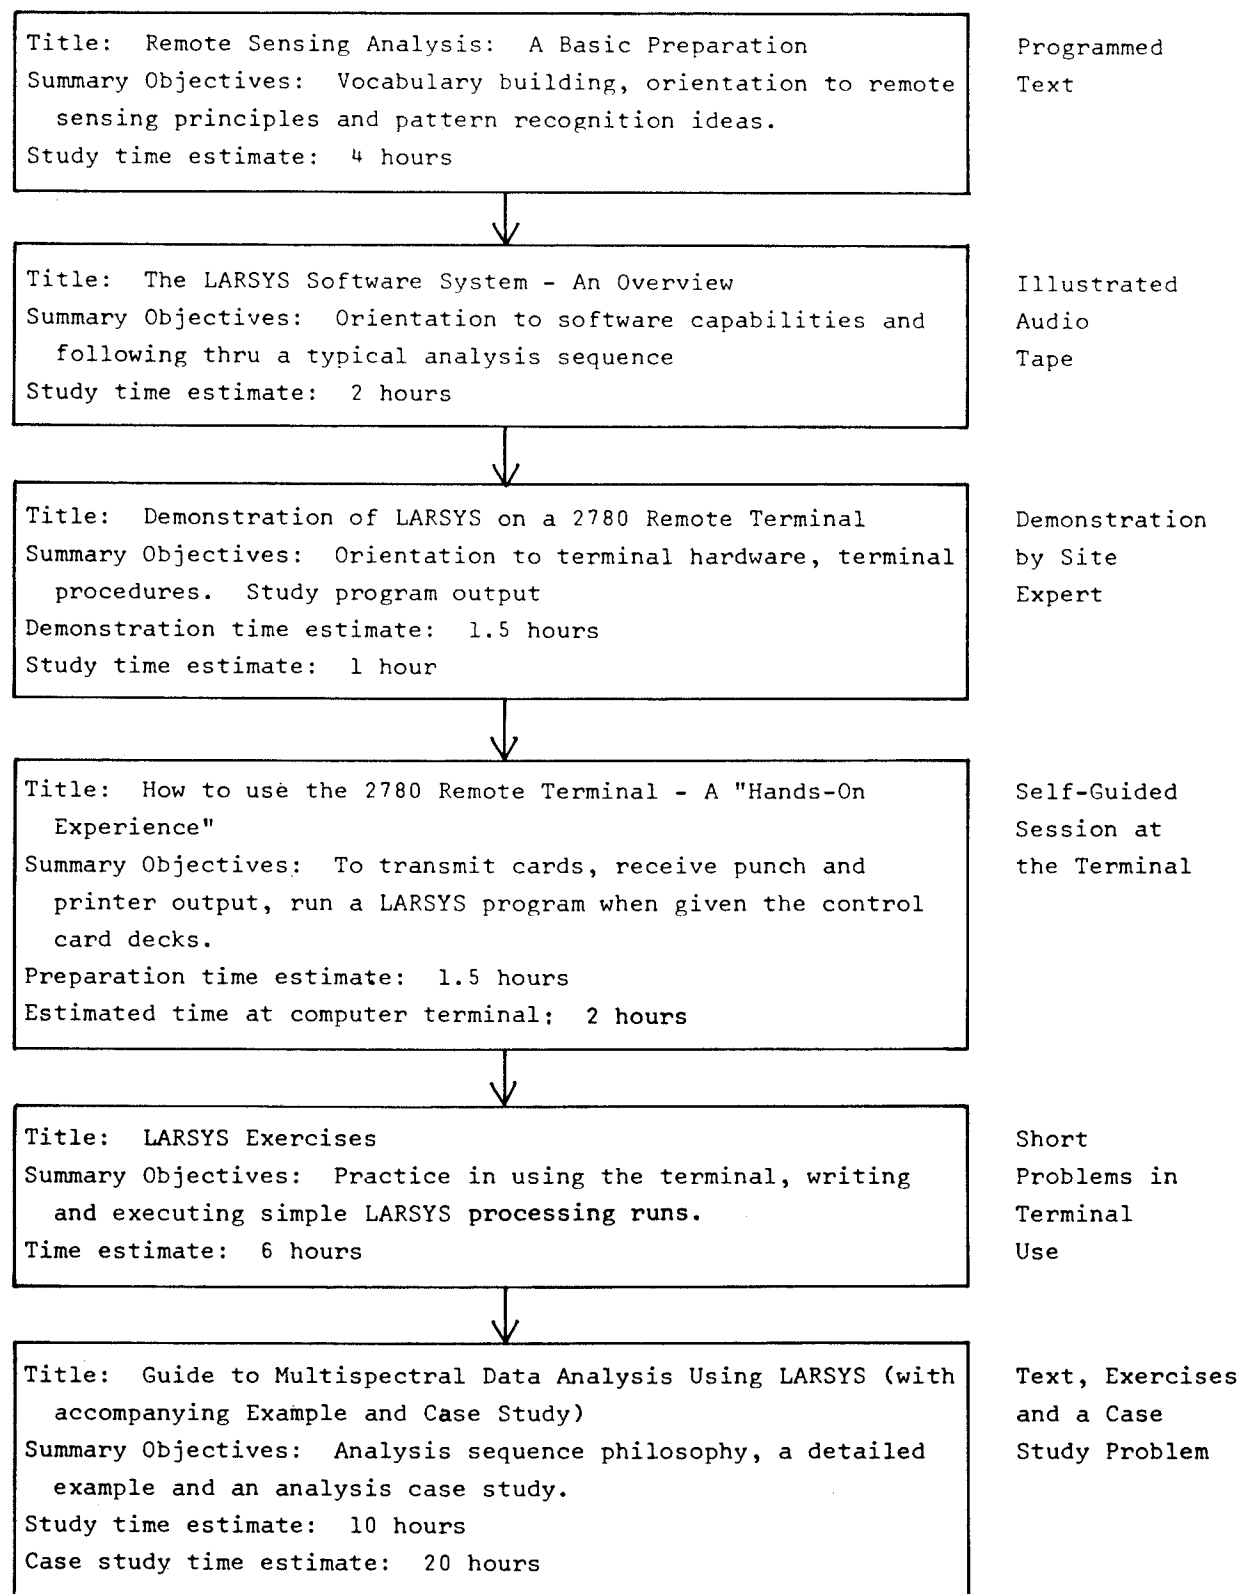 Title: Remote Sensing Analysis: A Basic Preparation
Summary Objectives: Vocabulary building, orientation to remote
sensing principles and pattern recognition ideas.
Study time estimate: 4 hours
Programmed
Text
Title: The LARSYS Software System - An Overview
Summary Objectives: Orientation to software capabilities and
following thru a typical analysis sequence
Study time estimate: 2 hours
Illustrated
Audio
Tape
Title: Demonstration of LARSYS on a 2780 Remote Terminal
Summary Objectives: Orientation to terminal hardware, terminal
procedures. Study program output
Demonstration time estimate: 1.5 hours
Study time estimate: 1 hour
Demonstration
by Site
Expert
Title: How to use the 2780 Remote Terminal - A "Hands-On
Experience"
Summary Objectives: To transmit cards, receive punch and
printer output, run a LARSYS program when given the control
card decks.
Preparation time estimate: 1.5 hours
Estimated time at computer terminal: 2 hours
Self-Guided
Session at
the Terminal
Title: LARSYS Exercises
Summary Objectives: Practice in using the terminal, writing
and executing simple LARSYS processing runs.
Time estimate: 6 hours
Short
Problems in
Terminal
Use
Title: Guide to Multispectral Data Analysis Using LARSYS (with
accompanying Example and Case Study)
Summary Objectives: Analysis sequence philosophy, a detailed
example and an analysis case study.
Study time estimate: 10 hours
Case study time estimate: 20 hours
Text, Exercises
and a Case
Study Problem